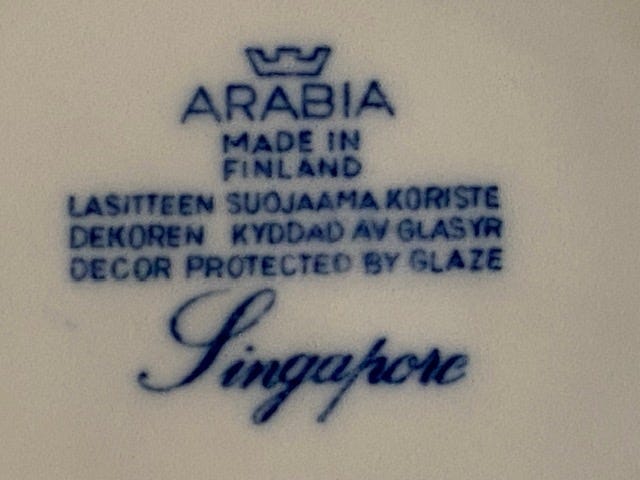 ARABIA
MADE IN
FINLAND
LASITTEEN SUOJAAMA KORISTE
DEKOREN KYDDAD AV GLASYR
DECOR PROTECTED BY GLAZE
Singapore